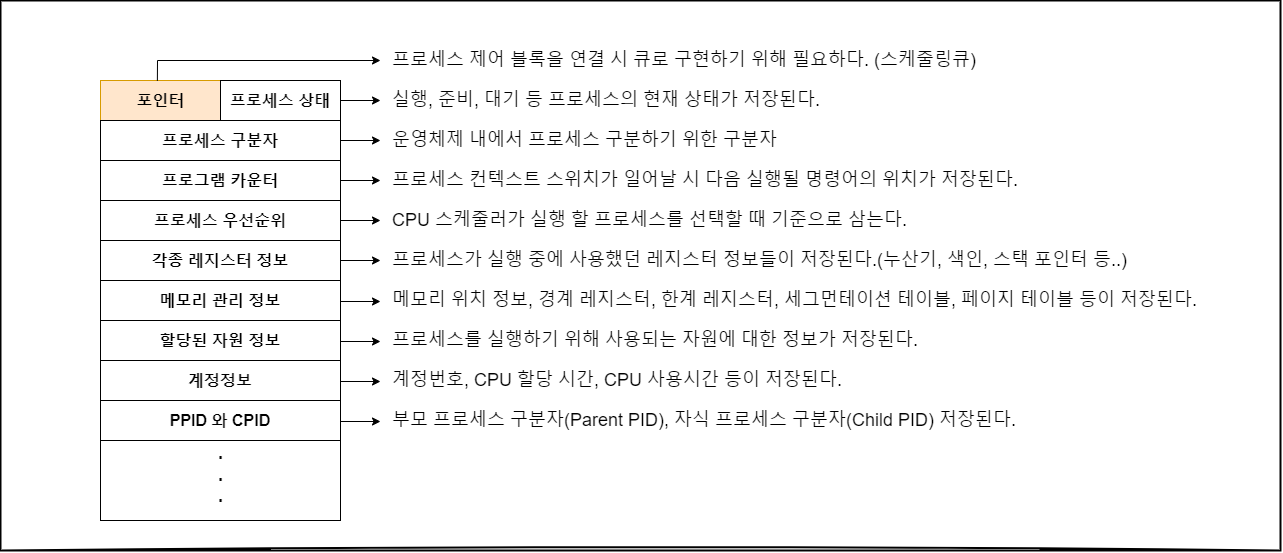 프로세스 제어 블록을 연결 시 큐로 구현하기 위해 필요하다. (스케줄링큐)
포인터 프로세스 상태 실행, 준비, 대기 등 프로세스의 현재 상태가 저장된다.
프로세스 구분자 운영체제 내에서 프로세스 구분하기 위한 구분자
프로그램 카운터 프로세스 컨텍스트 스위치가 일어날 시 다음 실행될 명령어의 위치가 저장된다.
프로세스 우선순위 CPU 스케줄러가 실행 할 프로세스를 선택할 때 기준으로 삼는다.
각종 레지스터 정보 프로세스가 실행 중에 사용했던 레지스터 정보들이 저장된다.(누산기, 색인, 스택 포인터 등..)
메모리 관리 정보 메모리 위치 정보, 경계 레지스터, 한계 레지스터, 세그먼테이션 테이블, 페이지 테이블 등이 저장된다.
할당된 자원 정보 프로세스를 실행하기 위해 사용되는 자원에 대한 정보가 저장된다.
계정정보 계정번호, CPU 할당 시간, CPU 사용시간 등이 저장된다.
PPID 와 CPID 부모 프로세스 구분자(Parent PID), 자식 프로세스 구분자(Child PID) 저장된다.
.
.
.